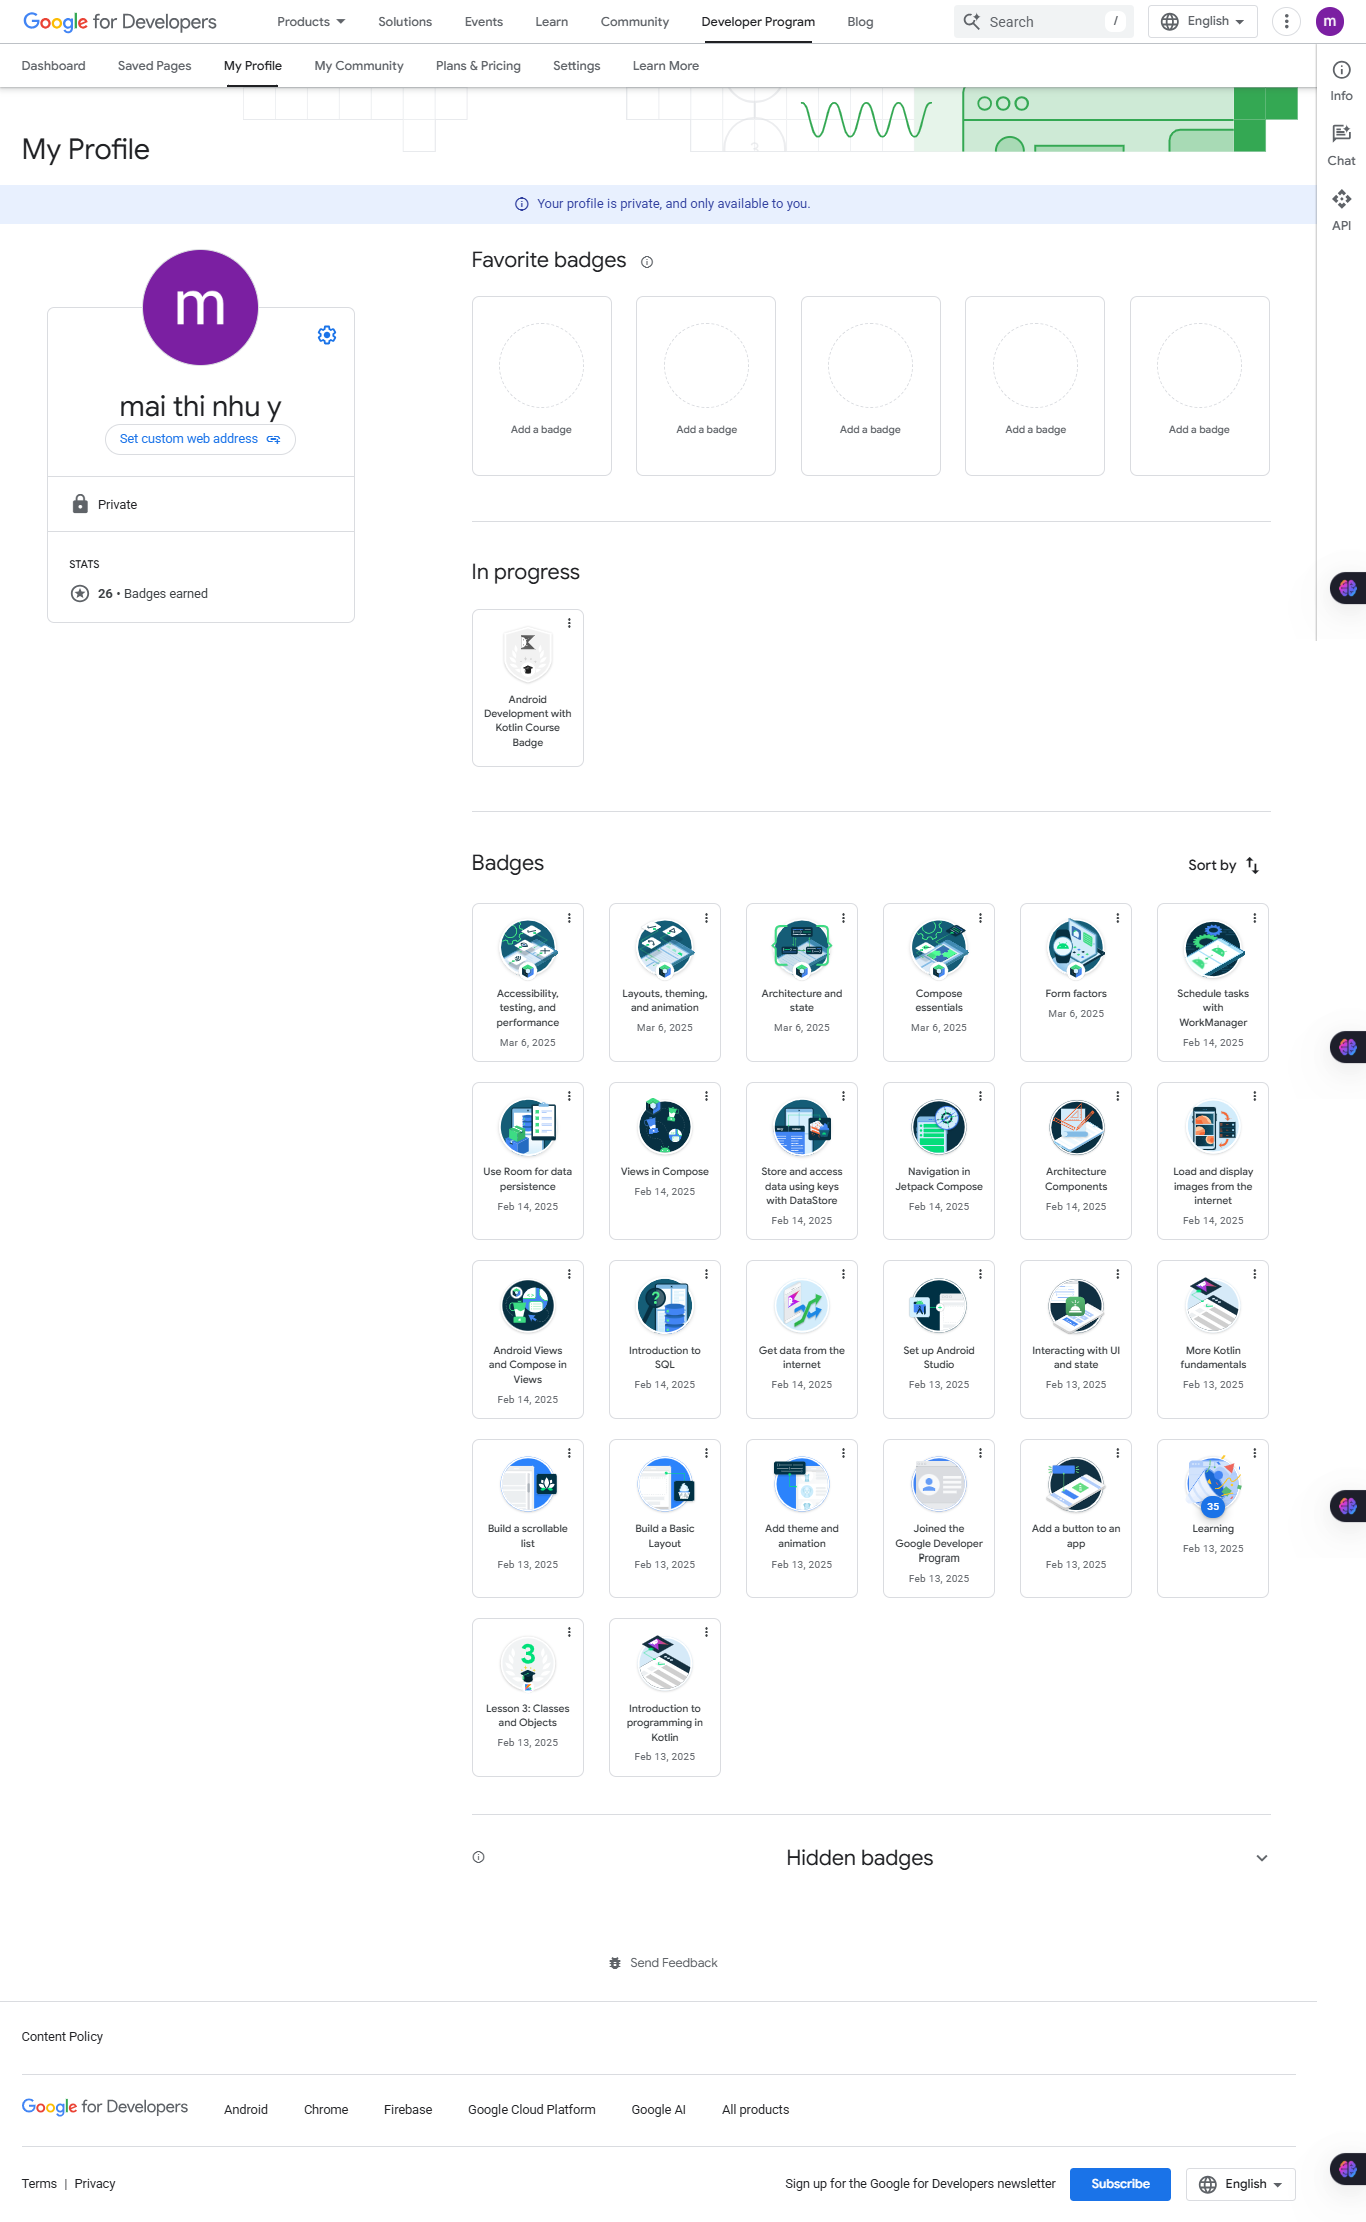 Google for Developers
Products
Solutions
Events
Learn
Community
Developer Program
Blog
Search
/
English
m
Dashboard
Saved Pages
My Profile
My Community
Plans & Pricing
Settings
Learn More
Info
Chat
API
My Profile
Your profile is private, and only available to you.
m
mai thi nhu y
Set custom web address
Private
STATS
26 • Badges earned
Favorite badges
Add a badge
Add a badge
Add a badge
Add a badge
Add a badge
In progress
Android
Development with
Kotlin Course
Badge
Badges
Sort by
Accessibility,
testing, and
performance
Mar 6, 2025
Layouts, theming,
and animation
Mar 6, 2025
Architecture and
state
Mar 6, 2025
Compose
essentials
Mar 6, 2025
Form factors
Mar 6, 2025
Schedule tasks
with
WorkManager
Feb 14, 2025
Use Room for data
persistence
Feb 14, 2025
Views in Compose
Feb 14, 2025
Store and access
data using keys
with DataStore
Feb 14, 2025
Navigation in
Jetpack Compose
Feb 14, 2025
Architecture
Components
Feb 14, 2025
Load and display
images from the
internet
Feb 14, 2025
Android Views
and Compose in
Views
Feb 14, 2025
?
Introduction to
SQL
Feb 14, 2025
Get data from the
internet
Feb 14, 2025
AI
Set up Android
Studio
Feb 13, 2025
Interacting with UI
and state
Feb 13, 2025
More Kotlin
fundamentals
Feb 13, 2025
Build a scrollable
list
Feb 13, 2025
Build a Basic
Layout
Feb 13, 2025
Add theme and
animation
Feb 13, 2025
Joined the
Google Developer
Program
Feb 13, 2025
Add a button to an
app
Feb 13, 2025
35
Learning
Feb 13, 2025
3
Lesson 3: Classes
and Objects
Feb 13, 2025
Introduction to
programming in
Kotlin
Feb 13, 2025
Hidden badges
Send Feedback
Content Policy
Google for Developers
Android
Chrome
Firebase
Google Cloud Platform
Google AI
All products
Terms | Privacy
Sign up for the Google for Developers newsletter
Subscribe
English